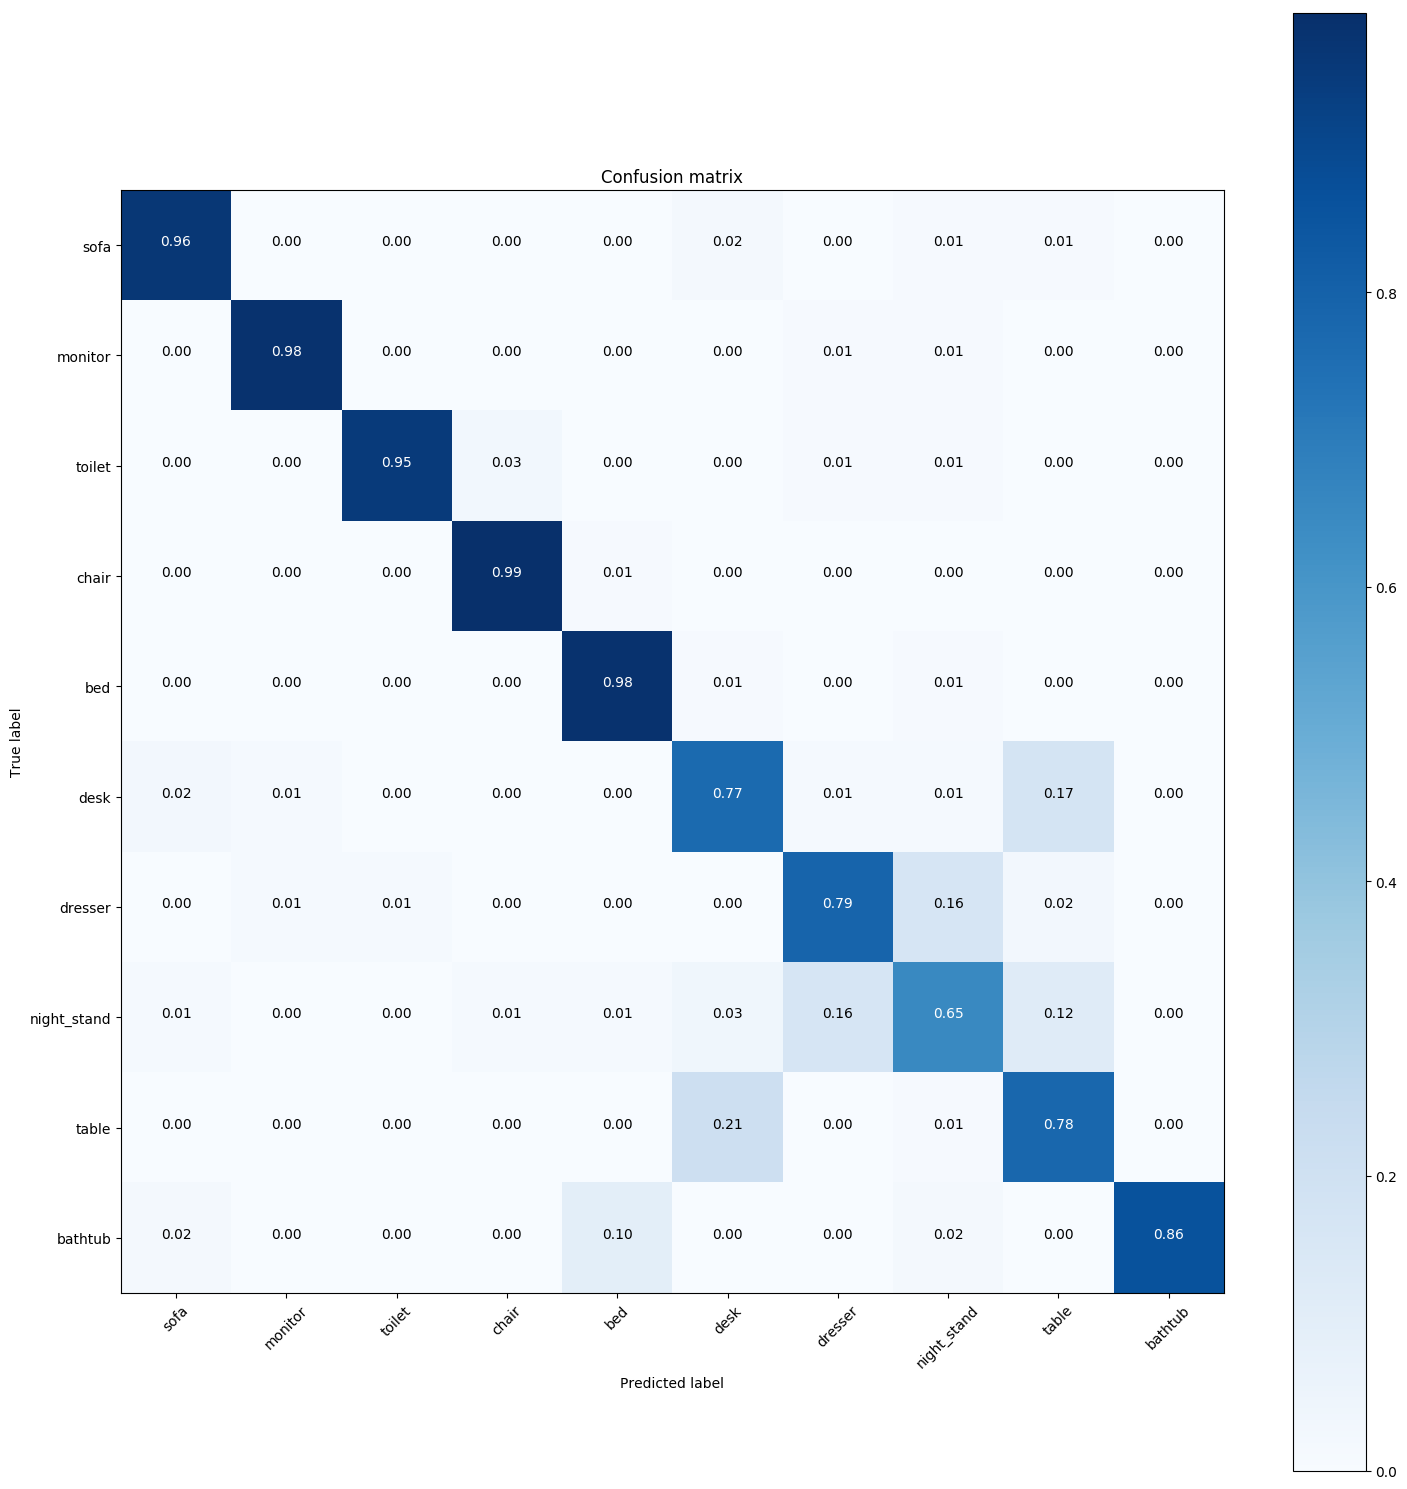 Confusion matrix
sofa 0.96 0.00 0.00 0.00 0.00 0.02 0.00 0.01 0.01 0.00
monitor 0.00 0.98 0.00 0.00 0.00 0.00 0.01 0.01 0.00 0.00
toilet 0.00 0.00 0.95 0.03 0.00 0.00 0.01 0.01 0.00 0.00
chair 0.00 0.00 0.00 0.99 0.01 0.00 0.00 0.00 0.00 0.00
bed 0.00 0.00 0.00 0.00 0.98 0.01 0.00 0.01 0.00 0.00
desk 0.02 0.01 0.00 0.00 0.00 0.77 0.01 0.01 0.17 0.00
dresser 0.00 0.01 0.01 0.00 0.00 0.00 0.79 0.16 0.02 0.00
night_stand 0.01 0.00 0.00 0.01 0.01 0.03 0.16 0.65 0.12 0.00
table 0.00 0.00 0.00 0.00 0.00 0.21 0.00 0.01 0.78 0.00
bathtub 0.02 0.00 0.00 0.00 0.10 0.00 0.00 0.02 0.00 0.86
sofa monitor toilet chair bed desk dresser night_stand table bathtub
Predicted label
True label
0.8
0.6
0.4
0.2
0.0